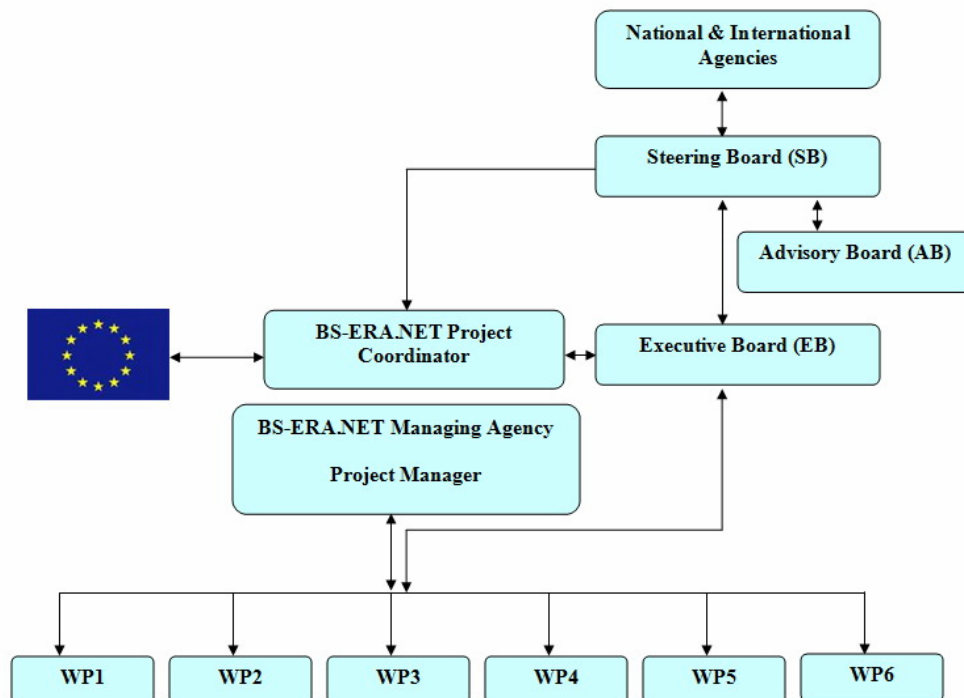 National & International
Agencies
Steering Board (SB)
Advisory Board (AB)
BS-ERA.NET Project
Coordinator
Executive Board (EB)
BS-ERA.NET Managing Agency
Project Manager
WP1
WP2
WP3
WP4
WP5
WP6